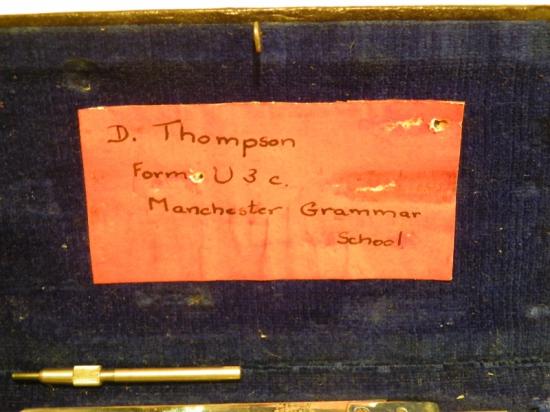 D. Thompson
Form U 3 c.
Manchester Grammar
School